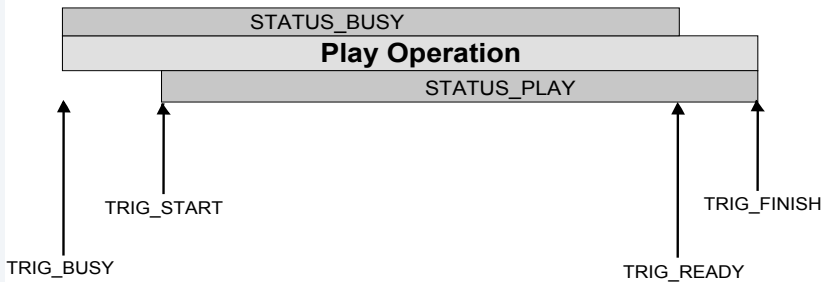 STATUS_BUSY
Play Operation
STATUS_PLAY
TRIG_START
TRIG_FINISH
TRIG_BUSY
TRIG_READY